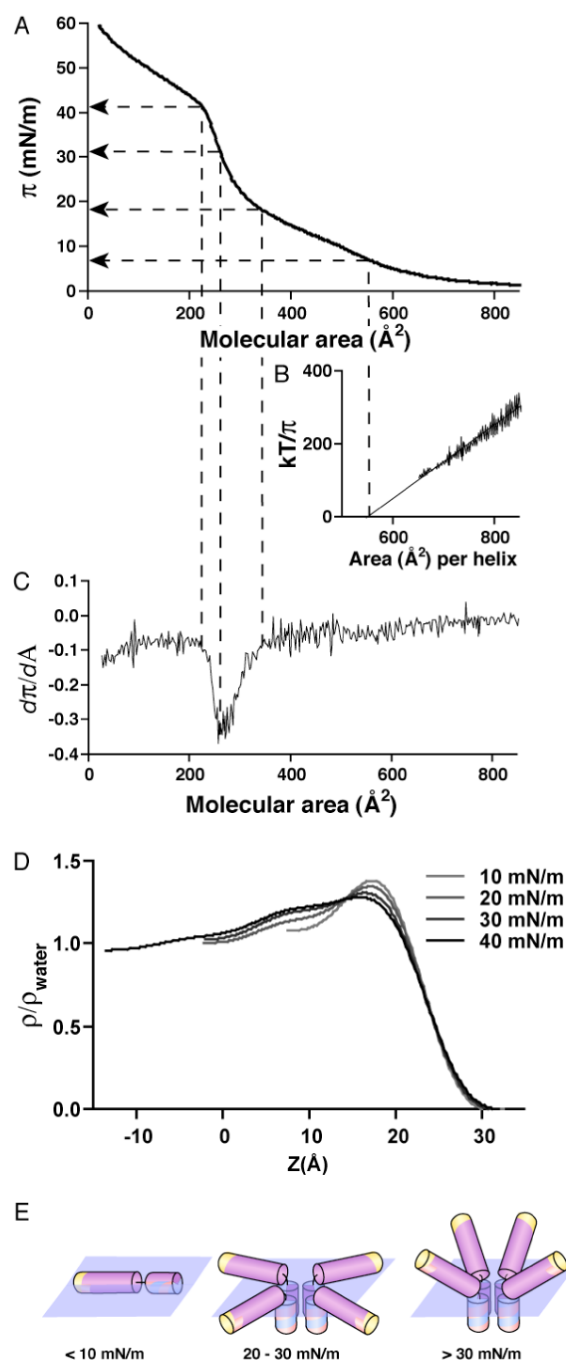 A
π (mN/m)
60
50
40
30
20
10
0
0 200 400 600 800
Molecular area (Å²)
B
kT/π
400
200
0
600 800
Area (Å²) per helix
C
dπ/dA
0.1
0.0
-0.1
-0.2
-0.3
-0.4
0 200 400 600 800
Molecular area (Å²)
D
ρ/ρwater
1.5
1.0
0.5
0.0
10 mN/m
20 mN/m
30 mN/m
40 mN/m
-10 0 10 20 30
Z(Å)
E
< 10 mN/m 20 - 30 mN/m > 30 mN/m